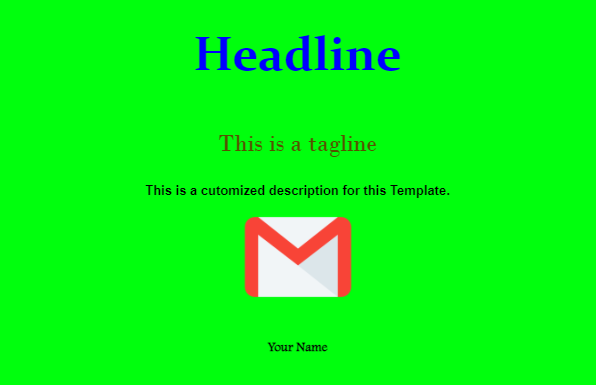 Headline
This is a tagline
This is a cutomized description for this Template.
Your Name